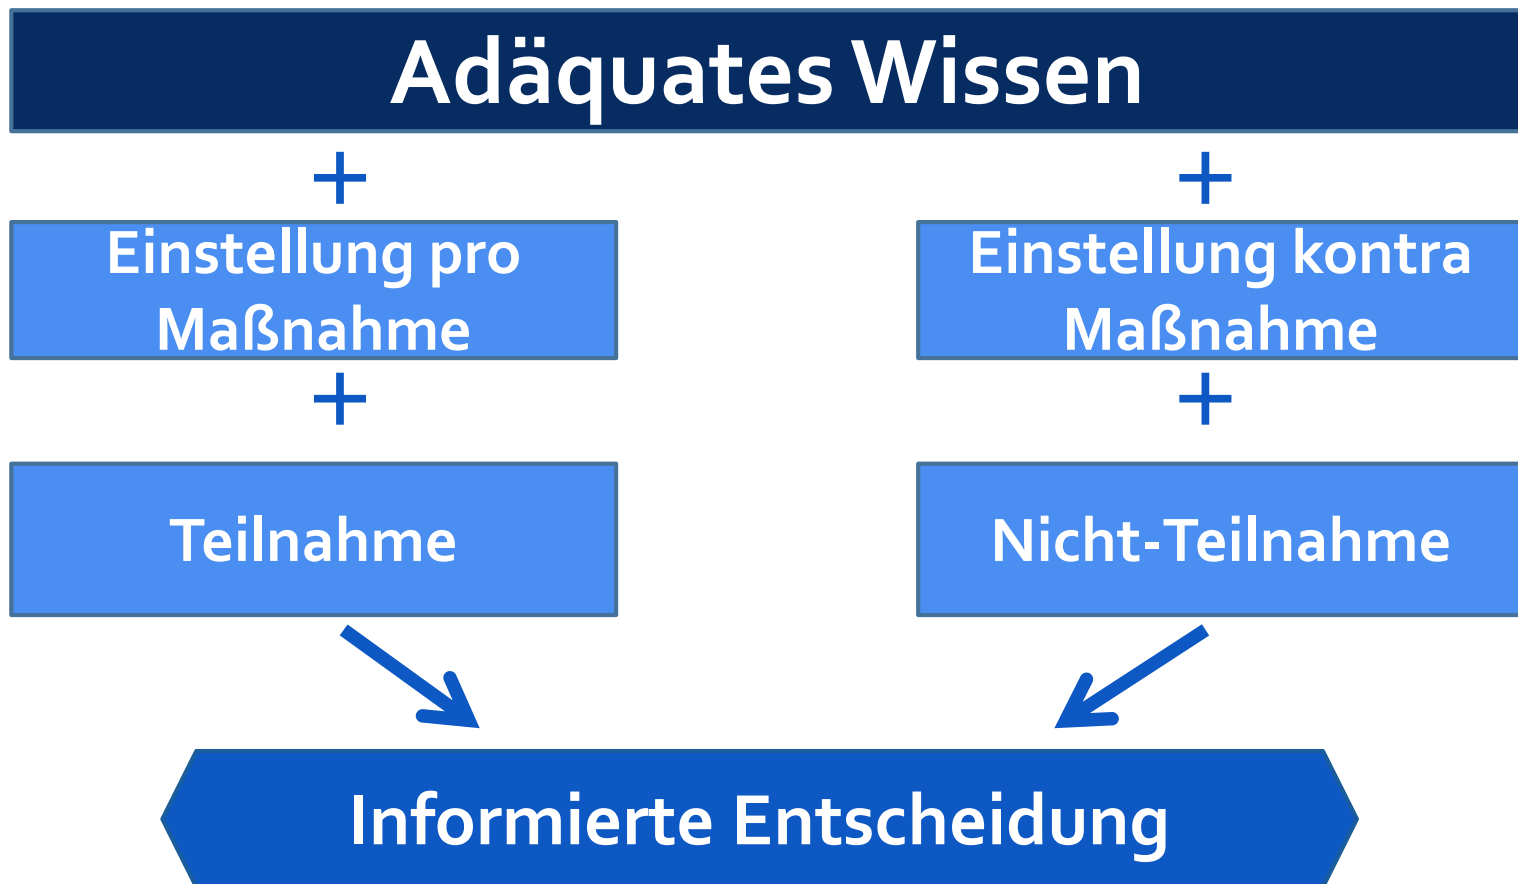 Adäquates Wissen
+ +
Einstellung pro
Maßnahme
Einstellung kontra
Maßnahme
+ +
Teilnahme
Nicht-Teilnahme
Informierte Entscheidung